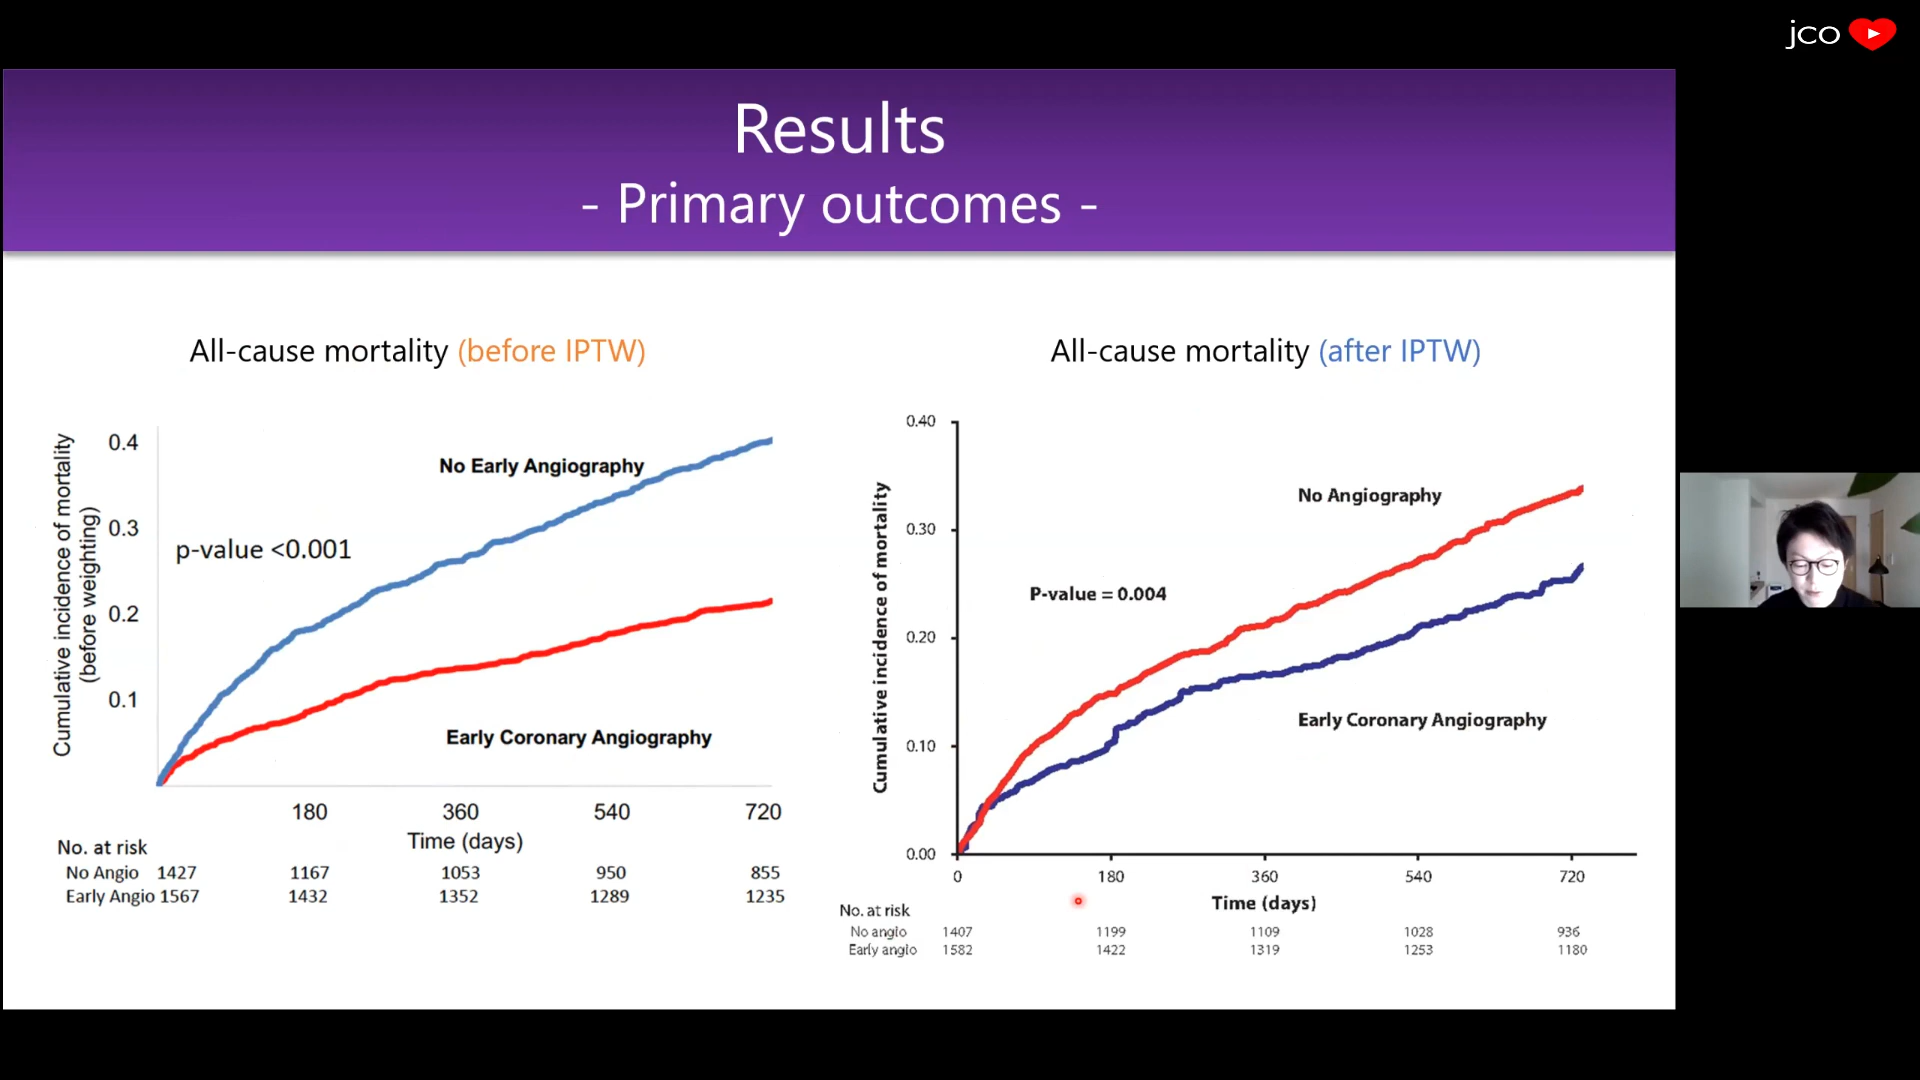 jco
Results
- Primary outcomes -
All-cause mortality (before IPTW)
Cumulative incidence of mortality
(before weighting)
0.4
0.3
0.2
0.1
No Early Angiography
p-value <0.001
Early Coronary Angiography
180 360 540 720
Time (days)
No. at risk
No Angio 1427 1167 1053 950 855
Early Angio 1567 1432 1352 1289 1235
All-cause mortality (after IPTW)
Cumulative incidence of mortality
0.40
0.30
0.20
0.10
0.00
No Angiography
P-value = 0.004
Early Coronary Angiography
0 180 360 540 720
Time (days)
No. at risk
No angio 1407 1199 1109 1028 936
Early angio 1582 1422 1319 1253 1180